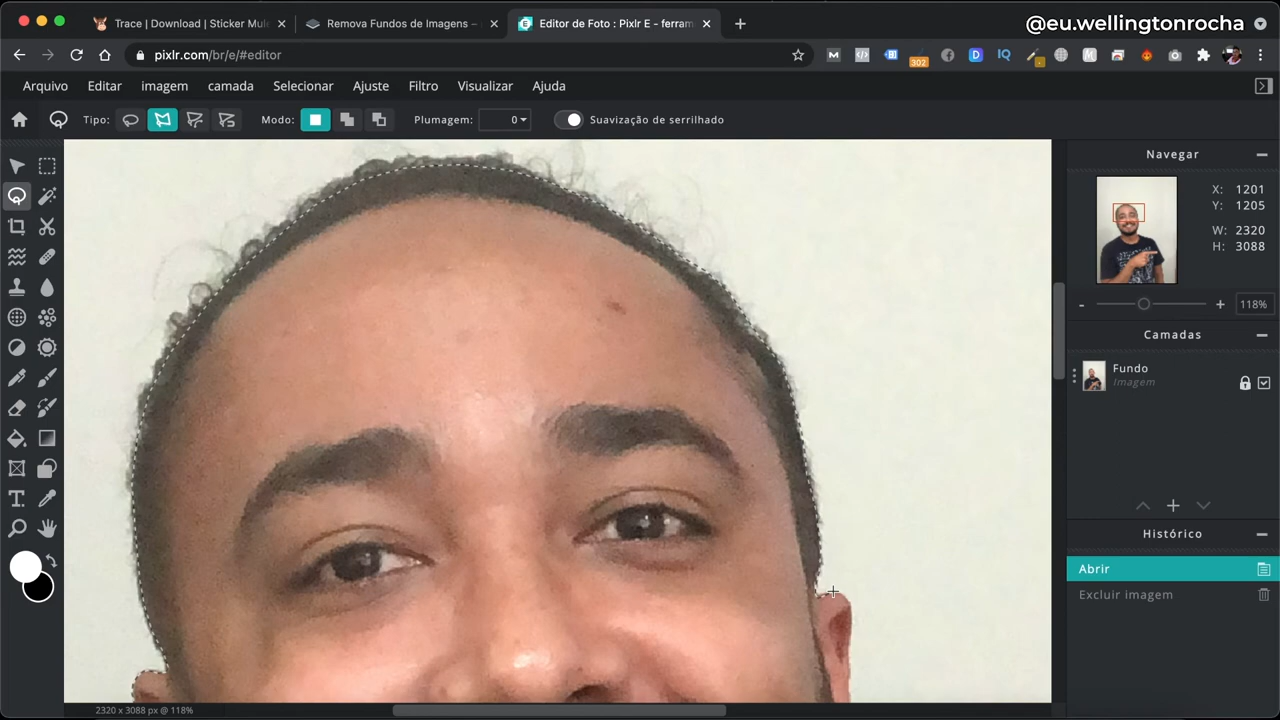 Trace | Download | Sticker Mule
Remova Fundos de Imagens –
Editor de Foto : Pixlr E - ferram
@eu.wellingtonrocha
pixlr.com/br/e/#editor
302
Arquivo Editar imagem camada Selecionar Ajuste Filtro Visualizar Ajuda
Tipo: Modo: Plumagem: 0 Suavização de serrilhado
Navegar
X: 1201
Y: 1205
W: 2320
H: 3088
- + 118%
Camadas
Fundo
Imagem
Histórico
Abrir
Excluir imagem
2320 x 3088 px @ 118%